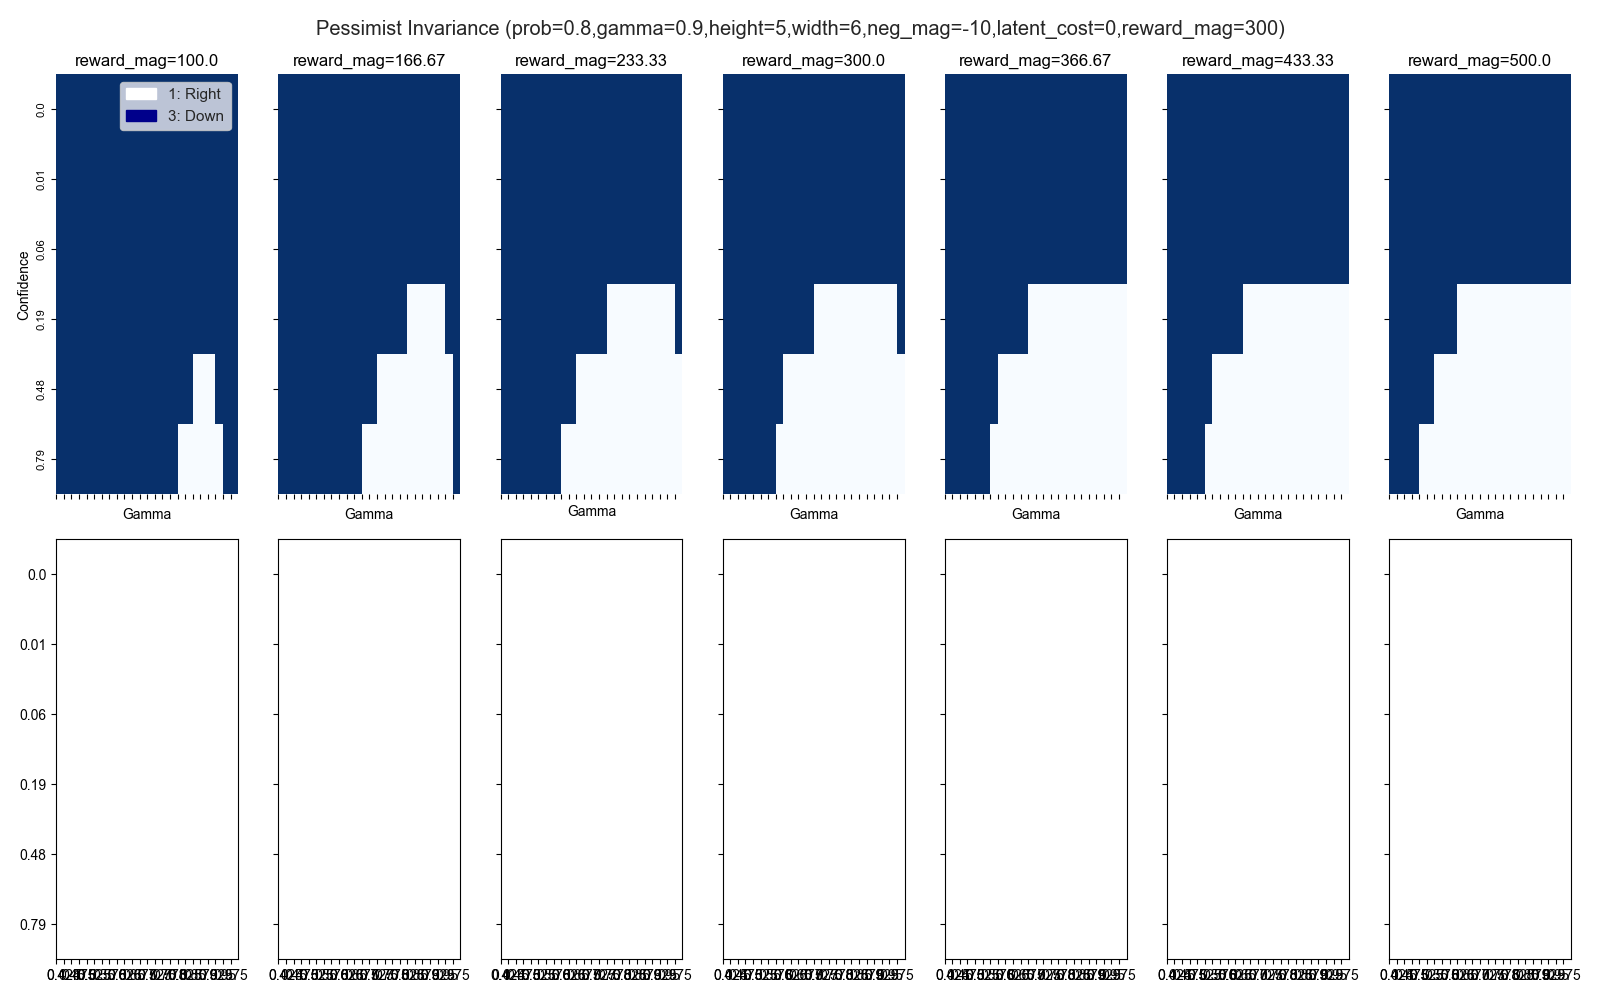 Pessimist Invariance (prob=0.8,gamma=0.9,height=5,width=6,neg_mag=-10,latent_cost=0,reward_mag=300)
reward_mag=100.0 reward_mag=166.67 reward_mag=233.33 reward_mag=300.0 reward_mag=366.67 reward_mag=433.33 reward_mag=500.0
1: Right
3: Down
Confidence
0.0
0.01
0.06
0.19
0.48
0.79
Gamma Gamma Gamma Gamma Gamma Gamma Gamma
0.0
0.01
0.06
0.19
0.48
0.79